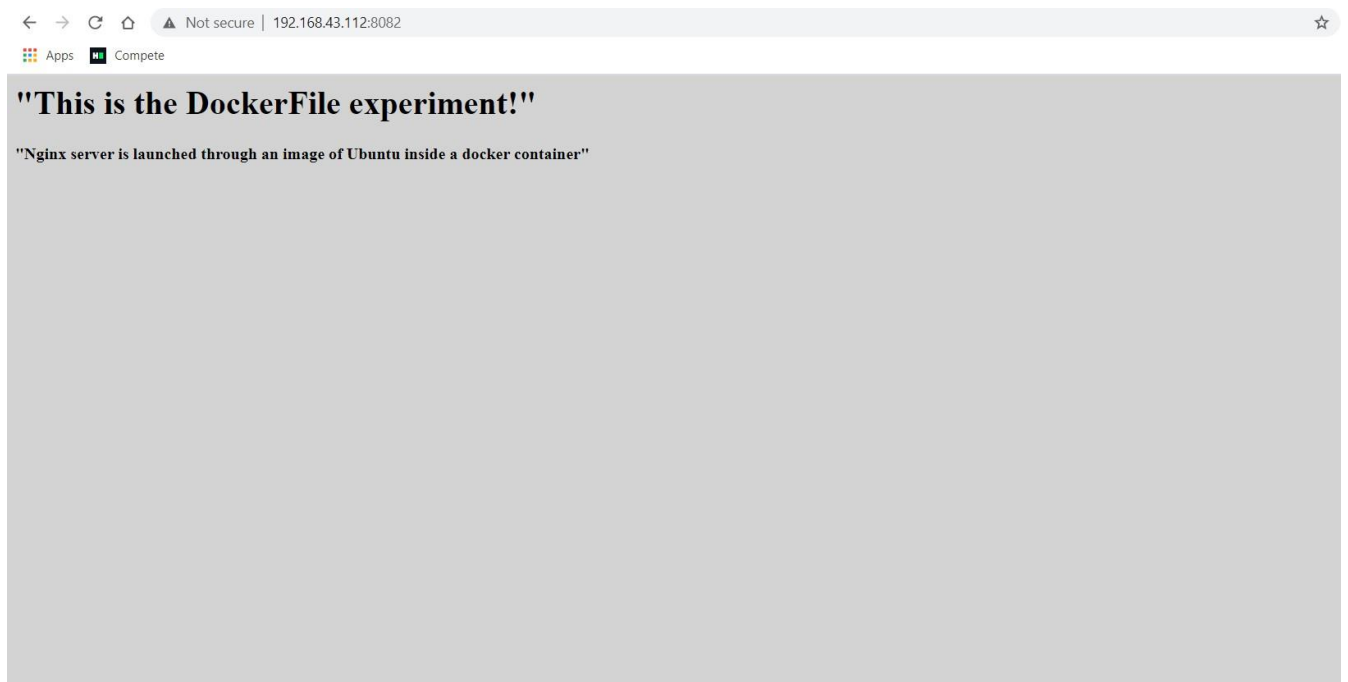 Not secure | 192.168.43.112:8082
Apps Compete
"This is the DockerFile experiment!"
"Nginx server is launched through an image of Ubuntu inside a docker container"